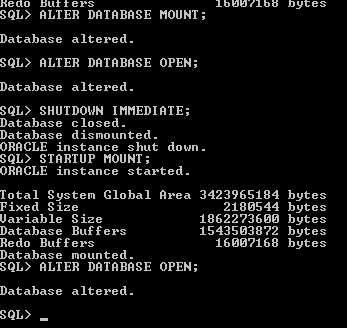 Redo Buffers 16007168 bytes
SQL> ALTER DATABASE MOUNT;
Database altered.
SQL> ALTER DATABASE OPEN;
Database altered.
SQL> SHUTDOWN IMMEDIATE;
Database closed.
Database dismounted.
ORACLE instance shut down.
SQL> STARTUP MOUNT;
ORACLE instance started.
Total System Global Area 3423965184 bytes
Fixed Size 2180544 bytes
Variable Size 1862273600 bytes
Database Buffers 1543503872 bytes
Redo Buffers 16007168 bytes
Database mounted.
SQL> ALTER DATABASE OPEN;
Database altered.
SQL> _